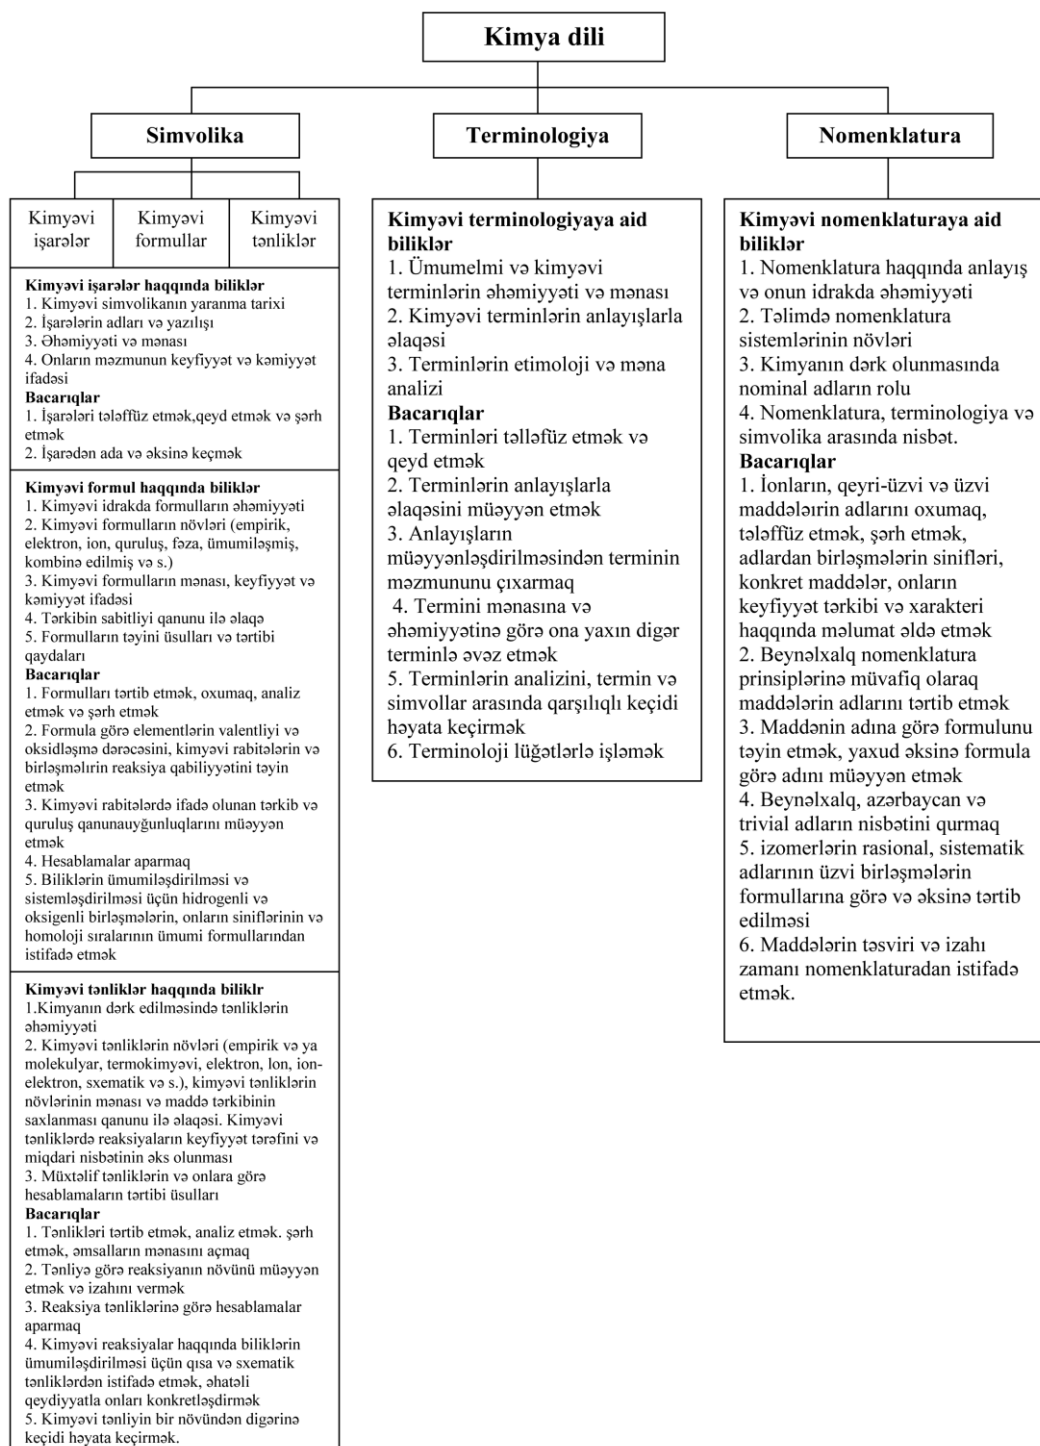 Kimya dili
Simvolika
Terminologiya
Nomenklatura
Kimyəvi
işarələr
Kimyəvi
formullar
Kimyəvi
tənliklər
Kimyəvi işarələr haqqında biliklər
1. Kimyəvi simvolikanın yaranma tarixi
2. İşarələrin adları və yazılışı
3. Əhəmiyyəti və mənası
4. Onların məzmunun keyfiyyət və kəmiyyət
ifadəsi
Bacarıqlar
1. İşarələri tələffüz etmək,qeyd etmək və şərh
etmək
2. İşarədən ada və əksinə keçmək
Kimyəvi formul haqqında biliklər
1. Kimyəvi idrakda formulların əhəmiyyəti
2. Kimyəvi formulların növləri (empirik,
elektron, ion, quruluş, fəza, ümumiləşmiş,
kombinə edilmiş və s.)
3. Kimyəvi formulların mənası, keyfiyyət və
kəmiyyət ifadəsi
4. Tərkibin sabitliyi qanunu ilə əlaqə
5. Formulların təyini üsulları və tərtibi
qaydaları
Bacarıqlar
1. Formulları tərtib etmək, oxumaq, analiz
etmək və şərh etmək
2. Formula görə elementlərin valentliyi və
oksidləşmə dərəcəsini, kimyəvi rabitələrin və
birləşmələırin reaksiya qabiliyyətini təyin
etmək
3. Kimyəvi rabitələrdə ifadə olunan tərkib və
quruluş qanunauyğunluqlarını müəyyən
etmək
4. Hesablamalar aparmaq
5. Biliklərin ümumiləşdirilməsi və
sistemləşdirilməsi üçün hidrogenli və
oksigenli birləşmələrin, onların siniflərinin və
homoloji sıralarının ümumi formullarından
istifadə etmək
Kimyəvi tənliklər haqqında biliklr
1.Kimyanın dərk edilməsində tənliklərin
əhəmiyyəti
2. Kimyəvi tənliklərin növləri (empirik və ya
molekulyar, termokimyəvi, elektron, lon, ion-
elektron, sxematik və s.), kimyəvi tənliklərin
növlərinin mənası və maddə tərkibinin
saxlanması qanunu ilə əlaqəsi. Kimyəvi
tənliklərdə reaksiyaların keyfiyyət tərəfini və
miqdari nisbətinin əks olunması
3. Müxtəlif tənliklərin və onlara görə
hesablamaların tərtibi üsulları
Bacarıqlar
1. Tənlikləri tərtib etmək, analiz etmək. şərh
etmək, əmsalların mənasını açmaq
2. Tənliyə görə reaksiyanın növünü müəyyən
etmək və izahını vermək
3. Reaksiya tənliklərinə görə hesablamalar
aparmaq
4. Kimyəvi reaksiyalar haqqında biliklərin
ümumiləşdirilməsi üçün qısa və sxematik
tənliklərdən istifadə etmək, əhatəli
qeydiyyatla onları konkretləşdirmək
5. Kimyəvi tənliyin bir növündən digərinə
keçidi həyata keçirmək.
Kimyəvi terminologiyaya aid
biliklər
1. Ümumelmi və kimyəvi
terminlərin əhəmiyyəti və mənası
2. Kimyəvi terminlərin anlayışlarla
əlaqəsi
3. Terminlərin etimoloji və məna
analizi
Bacarıqlar
1. Terminləri təlləfüz etmək və
qeyd etmək
2. Terminlərin anlayışlarla
əlaqəsini müəyyən etmək
3. Anlayışların
müəyyənləşdirilməsindən terminin
məzmununu çıxarmaq
4. Termini mənasına və
əhəmiyyətinə görə ona yaxın digər
terminlə əvəz etmək
5. Terminlərin analizini, termin və
simvollar arasında qarşılıqlı keçidi
həyata keçirmək
6. Terminoloji lüğətlərlə işləmək
Kimyəvi nomenklaturaya aid
biliklər
1. Nomenklatura haqqında anlayış
və onun idrakda əhəmiyyəti
2. Təlimdə nomenklatura
sistemlərinin növləri
3. Kimyanın dərk olunmasında
nominal adların rolu
4. Nomenklatura, terminologiya və
simvolika arasında nisbət.
Bacarıqlar
1. İonların, qeyri-üzvi və üzvi
maddələırin adlarını oxumaq,
tələffüz etmək, şərh etmək,
adlardan birləşmələrin sinifləri,
konkret maddələr, onların
keyfiyyət tərkibi və xarakteri
haqqında məlumat əldə etmək
2. Beynəlxalq nomenklatura
prinsiplərinə müvafiq olaraq
maddələrin adlarını tərtib etmək
3. Maddənin adına görə formulunu
təyin etmək, yaxud əksinə formula
görə adını müəyyən etmək
4. Beynəlxalq, azərbaycan və
trivial adların nisbətini qurmaq
5. izomerlərin rasional, sistematik
adlarının üzvi birləşmələrin
formullarına görə və əksinə tərtib
edilməsi
6. Maddələrin təsviri və izahı
zamanı nomenklaturadan istifadə
etmək.